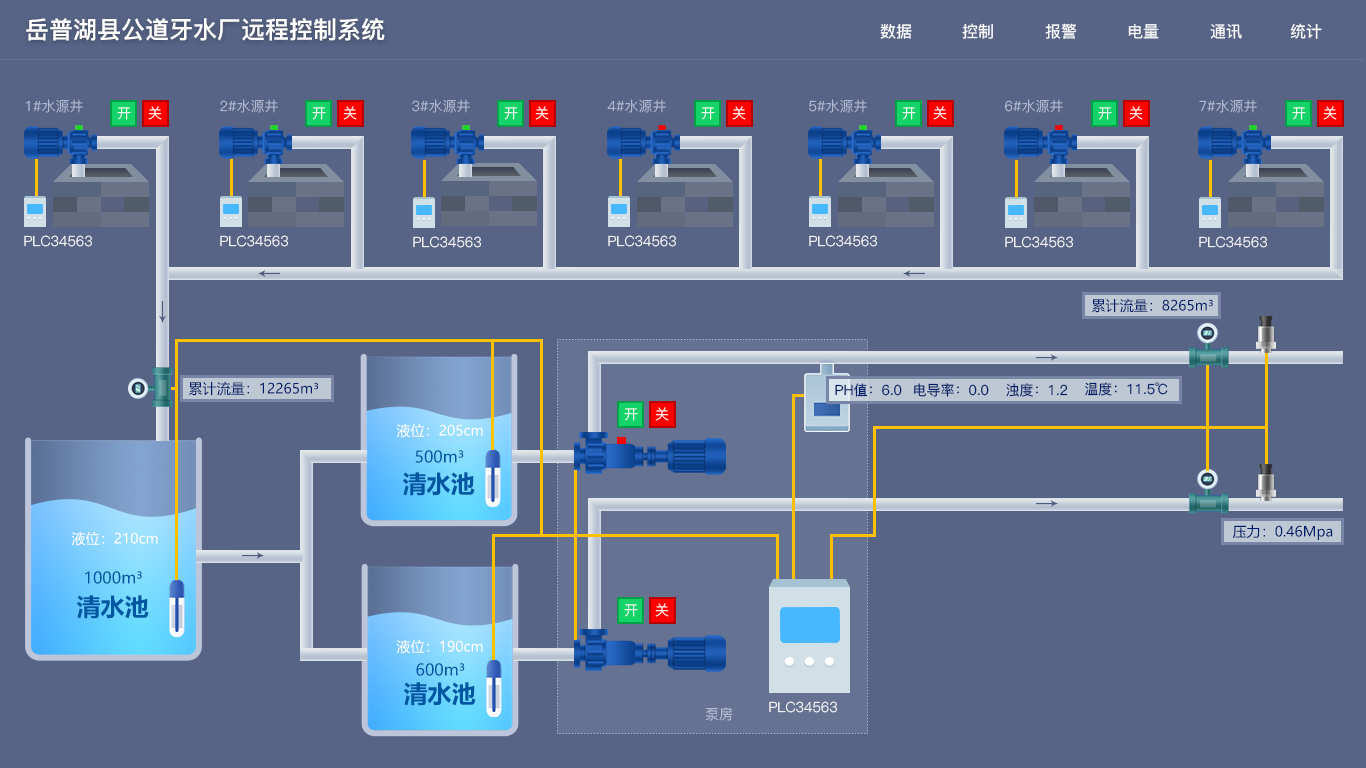 岳普湖县公道牙水厂远程控制系统
数据
控制
报警
电量
通讯
统计
1#水源井
开
关
2#水源井
开
关
3#水源井
开
关
4#水源井
开
关
5#水源井
开
关
6#水源井
开
关
7#水源井
开
关
PLC34563
PLC34563
PLC34563
PLC34563
PLC34563
PLC34563
PLC34563
累计流量：8265m³
累计流量：12265m³
PH值：6.0 电导率：0.0 浊度：1.2 温度：11.5℃
开
关
液位：205cm
500m³
清水池
液位：210cm
1000m³
清水池
压力：0.46Mpa
开
关
液位：190cm
600m³
清水池
泵房
PLC34563